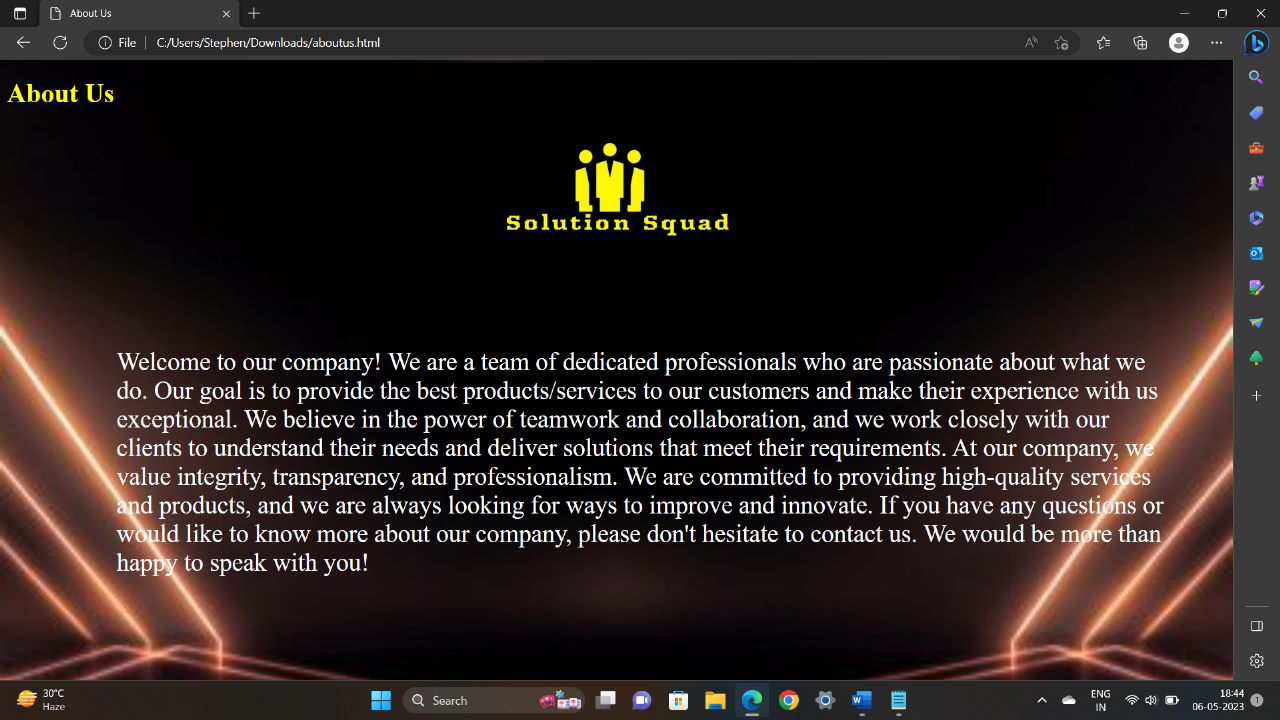 About Us
File
C:/Users/Stephen/Downloads/aboutus.html
About Us
Solution Squad
Welcome to our company! We are a team of dedicated professionals who are passionate about what we
do. Our goal is to provide the best products/services to our customers and make their experience with us
exceptional. We believe in the power of teamwork and collaboration, and we work closely with our
clients to understand their needs and deliver solutions that meet their requirements. At our company, we
value integrity, transparency, and professionalism. We are committed to providing high-quality services
and products, and we are always looking for ways to improve and innovate. If you have any questions or
would like to know more about our company, please don't hesitate to contact us. We would be more than
happy to speak with you!
30°C
Haze
Search
ENG
IN
18:44
06-05-2023
1